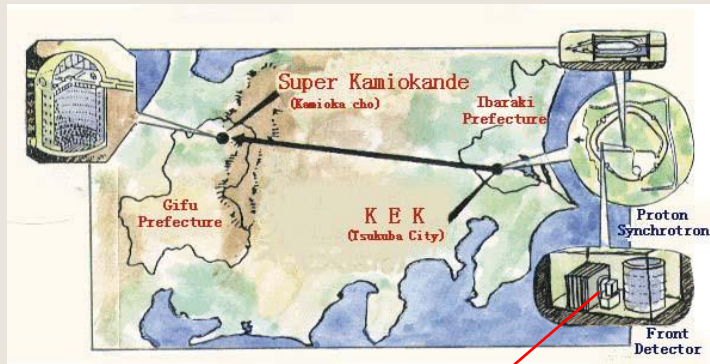 Super Kamiokande
(Kamioka cho)
Ibaraki
Prefecture
Gifu
Prefecture
K E K
(Tsukuba City)
Proton
Synchrotron
Front
Detector